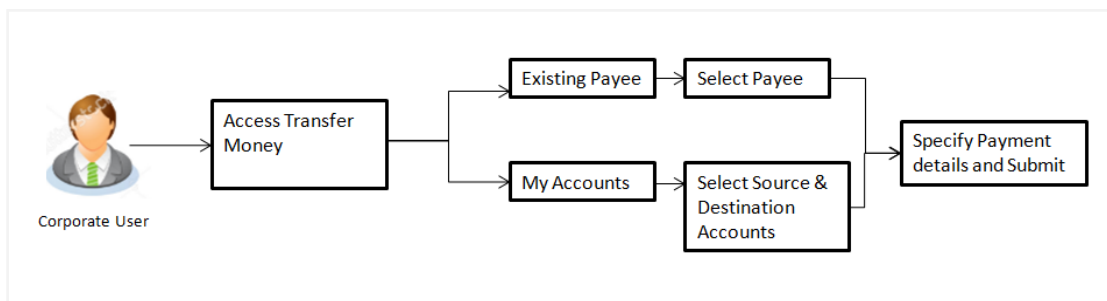 Existing Payee
Select Payee
Access Transfer
Money
Specify Payment
details and Submit
My Accounts
Select Source &
Destination
Accounts
Corporate User